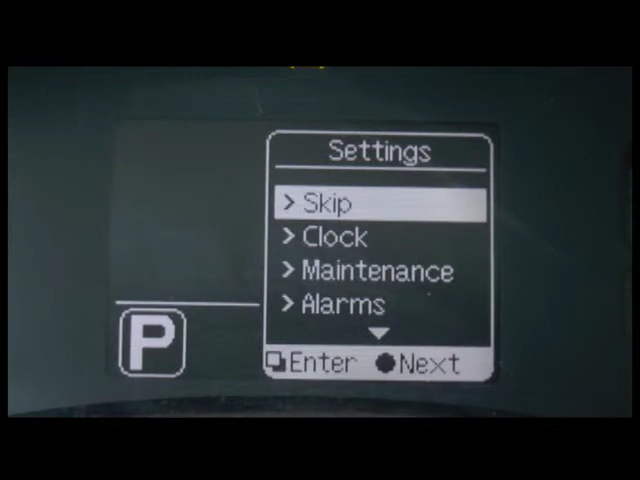 Settings
> Skip
> Clock
> Maintenance
> Alarms
Enter Next
P